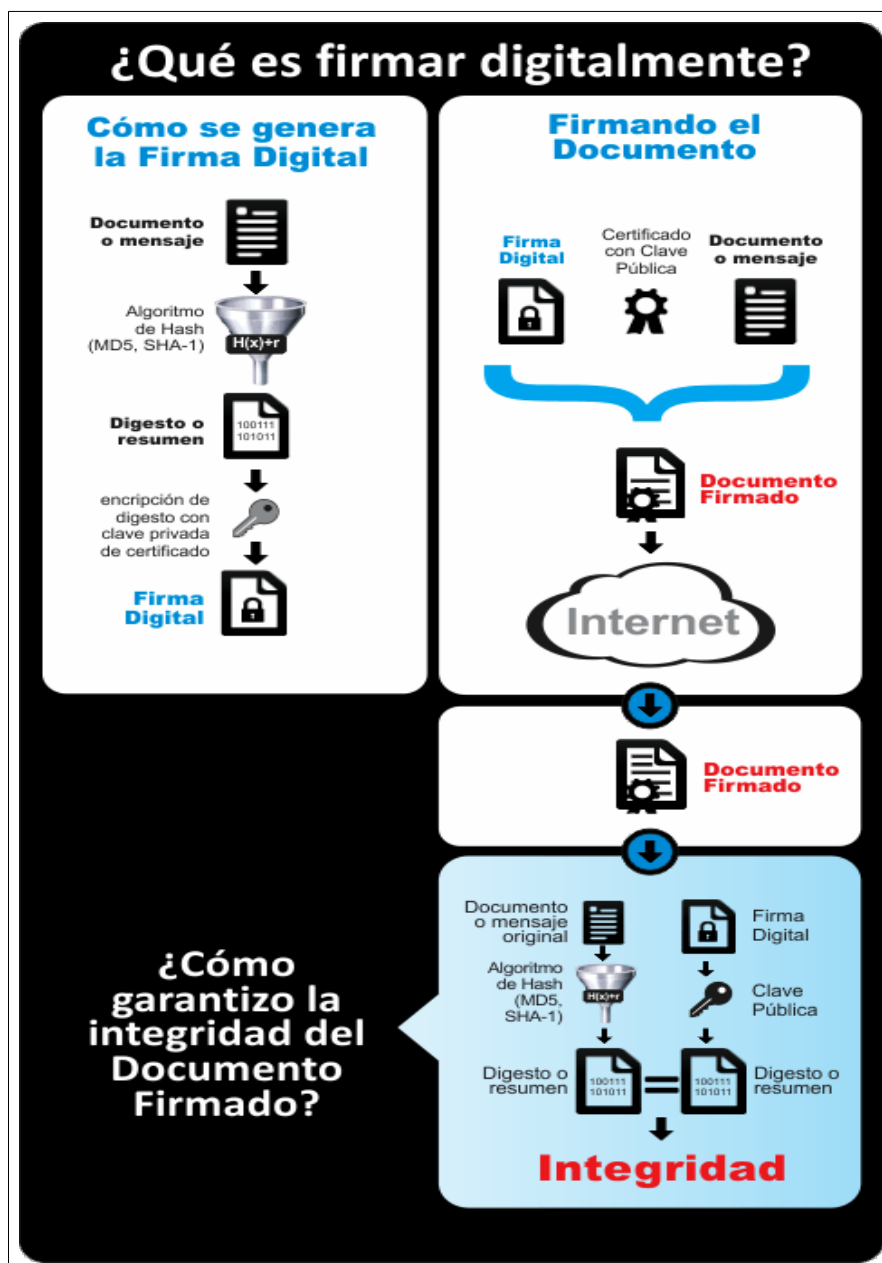 ¿Qué es firmar digitalmente?
Cómo se genera
la Firma Digital
Documento
o mensaje
Algoritmo
de Hash
(MD5, SHA-1)
H(x)+r
Digesto o
resumen
100111
101011
encripción de
digesto con
clave privada
de certificado
Firma
Digital
Firmando el
Documento
Firma
Digital
Certificado
con Clave
Pública
Documento
o mensaje
Documento
Firmado
Internet
Documento
Firmado
¿Cómo
garantizo la
integridad del
Documento
Firmado?
Documento
o mensaje
original
Algoritmo
de Hash
(MD5,
SHA-1)
H(x)+r
Digesto o
resumen
100111
101011
=
Firma
Digital
Clave
Pública
100111
101011
Digesto o
resumen
Integridad